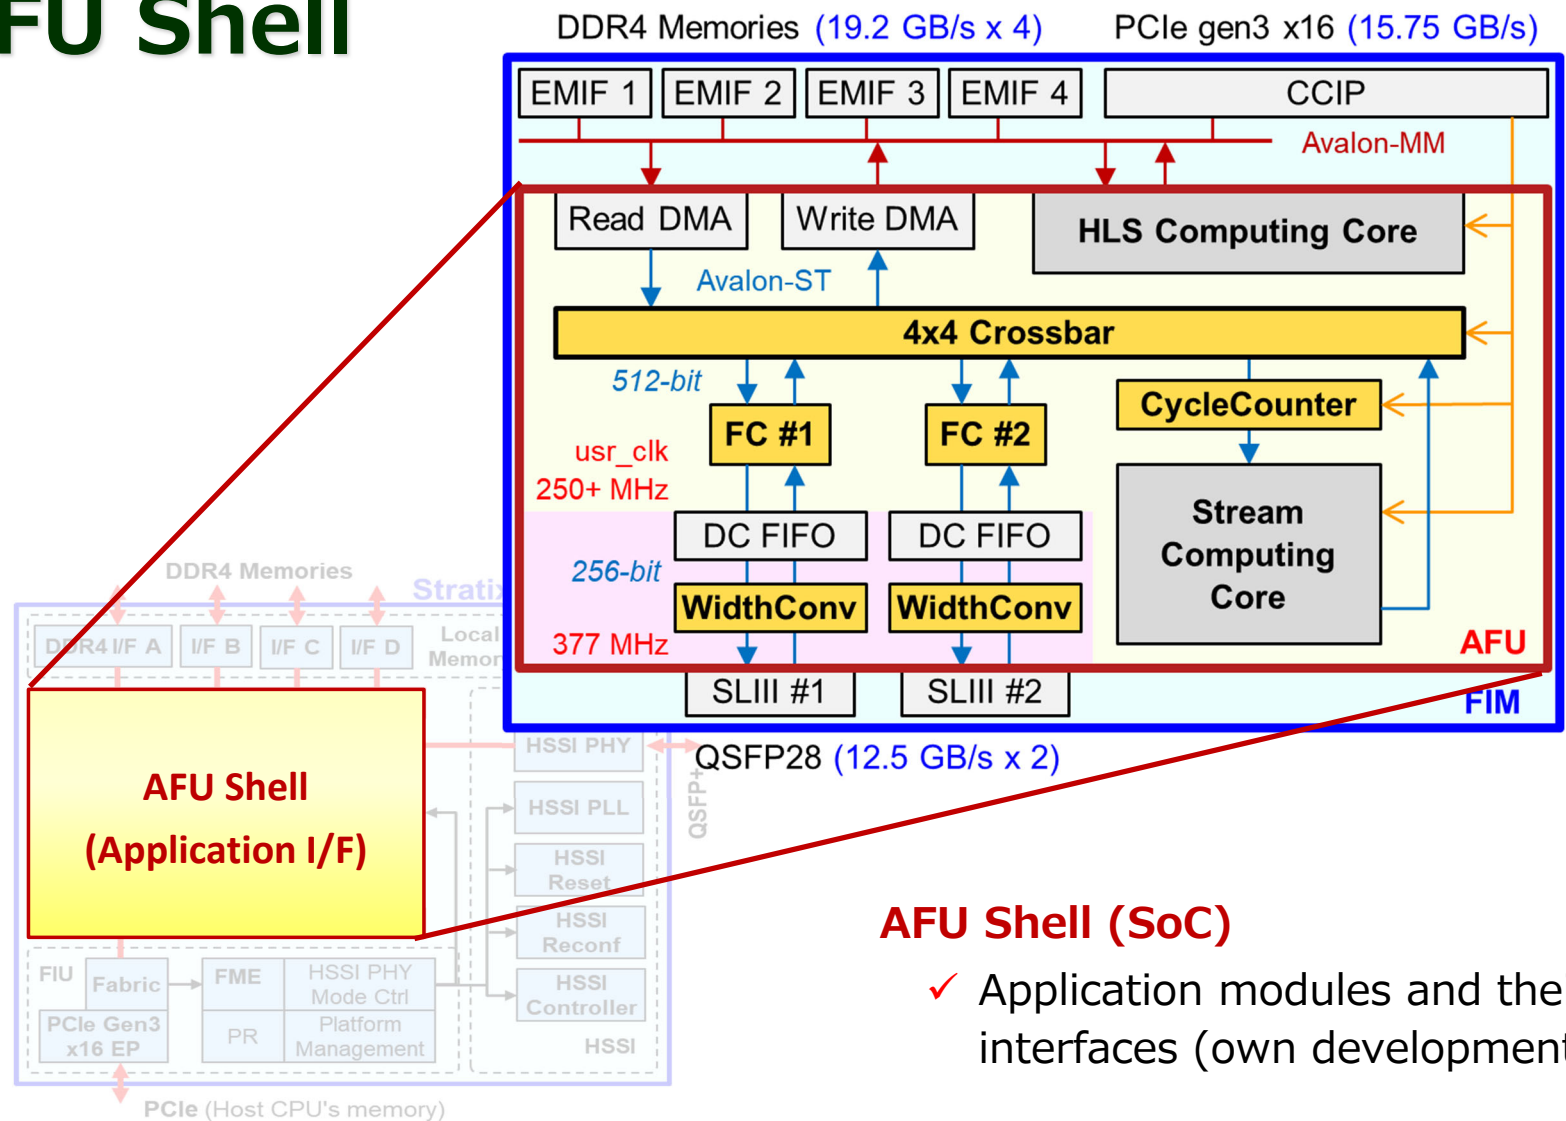 FU Shell
DDR4 Memories (19.2 GB/s x 4)
PCIe gen3 x16 (15.75 GB/s)
EMIF 1
EMIF 2
EMIF 3
EMIF 4
CCIP
Avalon-MM
Read DMA
Write DMA
HLS Computing Core
Avalon-ST
4x4 Crossbar
512-bit
CycleCounter
FC #1
FC #2
usr_clk
250+ MHz
Stream
Computing
Core
DC FIFO
DC FIFO
256-bit
WidthConv
WidthConv
377 MHz
AFU
SLIII #1
SLIII #2
FIM
QSFP28 (12.5 GB/s x 2)
DDR4 Memories
Stratix
DDR4 I/F A
I/F B
I/F C
I/F D
Local
Memor
AFU Shell
(Application I/F)
HSSI PHY
QSFP+
HSSI PLL
HSSI
Reset
HSSI
Reconf
HSSI
Controller
HSSI
FIU
Fabric
FME
HSSI PHY
Mode Ctrl
PCIe Gen3
x16 EP
PR
Platform
Management
PCIe (Host CPU's memory)
AFU Shell (SoC)
✓ Application modules and the
interfaces (own development